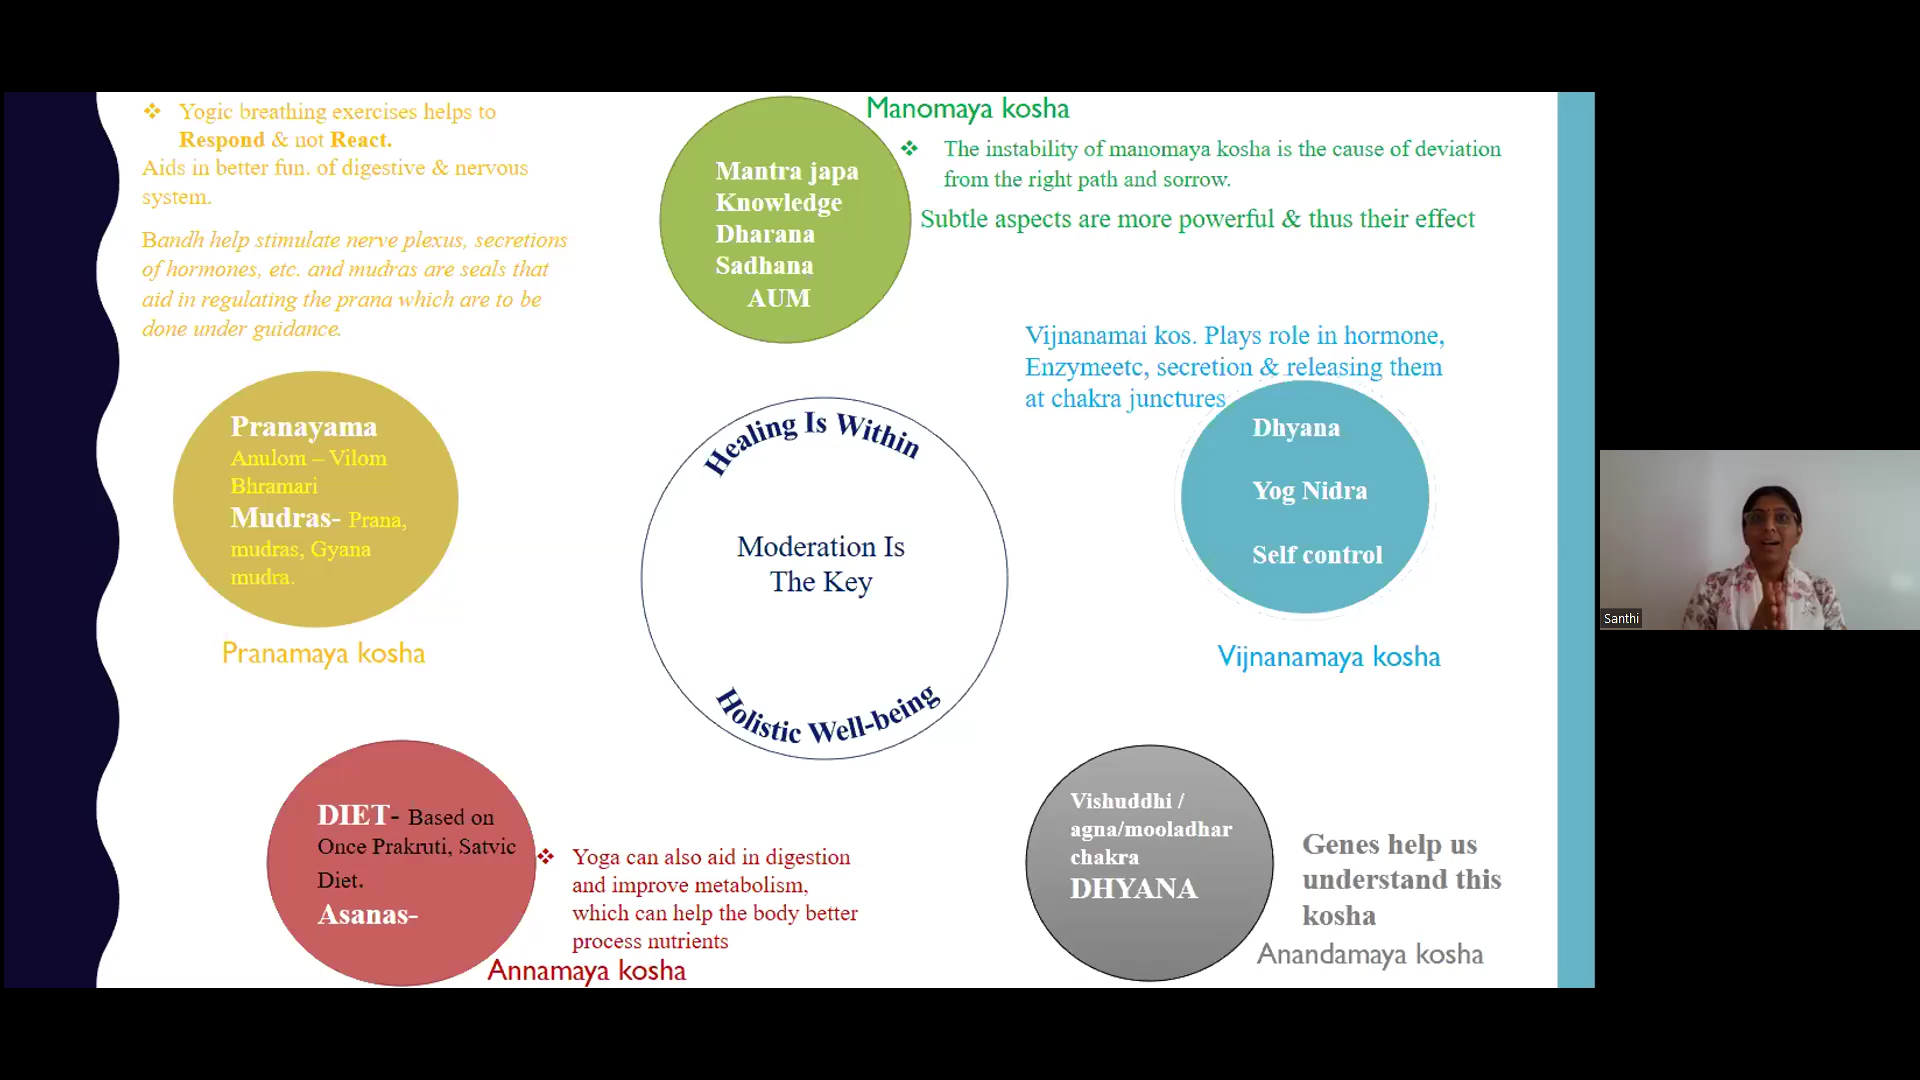 ❖ Yogic breathing exercises helps to
Respond & not React.
Aids in better fun. of digestive & nervous
system.
Bandh help stimulate nerve plexus, secretions
of hormones, etc. and mudras are seals that
aid in regulating the prana which are to be
done under guidance.
Pranayama
Anulom – Vilom
Bhramari
Mudras- Prana,
mudras, Gyana
mudra.
Pranamaya kosha
Mantra japa
Knowledge
Dharana
Sadhana
AUM
Manomaya kosha
❖ The instability of manomaya kosha is the cause of deviation
from the right path and sorrow.
Subtle aspects are more powerful & thus their effect
Vijnanamai kos. Plays role in hormone,
Enzymeetc, secretion & releasing them
at chakra junctures
Dhyana
Yog Nidra
Self control
Vijnanamaya kosha
Healing Is Within
Moderation Is
The Key
Holistic Well-being
DIET- Based on
Once Prakruti, Satvic
Diet.
Asanas-
❖ Yoga can also aid in digestion
and improve metabolism,
which can help the body better
process nutrients
Annamaya kosha
Vishuddhi /
agna/mooladhar
chakra
DHYANA
Genes help us
understand this
kosha
Anandamaya kosha
Santhi